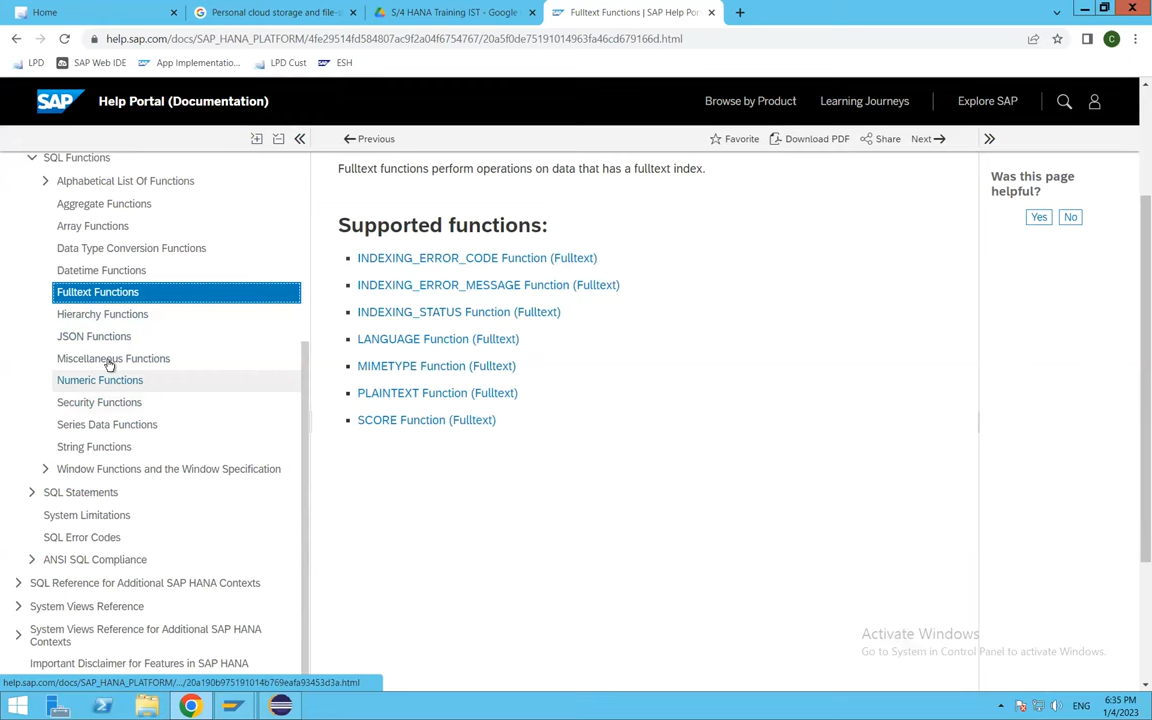 Home
Personal cloud storage and file-s
S/4 HANA Training IST - Google
Fulltext Functions | SAP Help Por
help.sap.com/docs/SAP_HANA_PLATFORM/4fe29514fd584807ac9f2a04f6754767/20a5f0de75191014963fa46cd679166d.html
LPD
SAP Web IDE
App Implementatio...
LPD Cust
ESH
C
SAP
Help Portal (Documentation)
Browse by Product
Learning Journeys
Explore SAP
Previous
Favorite
Download PDF
Share
Next
SQL Functions
Alphabetical List Of Functions
Aggregate Functions
Array Functions
Data Type Conversion Functions
Datetime Functions
Fulltext Functions
Hierarchy Functions
JSON Functions
Miscellaneous Functions
Numeric Functions
Security Functions
Series Data Functions
String Functions
Window Functions and the Window Specification
SQL Statements
System Limitations
SQL Error Codes
ANSI SQL Compliance
SQL Reference for Additional SAP HANA Contexts
System Views Reference
System Views Reference for Additional SAP HANA
Contexts
Important Disclaimer for Features in SAP HANA
Fulltext functions perform operations on data that has a fulltext index.
Supported functions:
INDEXING_ERROR_CODE Function (Fulltext)
INDEXING_ERROR_MESSAGE Function (Fulltext)
INDEXING_STATUS Function (Fulltext)
LANGUAGE Function (Fulltext)
MIMETYPE Function (Fulltext)
PLAINTEXT Function (Fulltext)
SCORE Function (Fulltext)
Was this page
helpful?
Yes
No
Activate Windows
Go to System in Control Panel to activate Windows.
help.sap.com/docs/SAP_HANA_PLATFORM/.../20a190b975191014b769eafa93453d3a.html
ENG
6:35 PM
1/4/2023